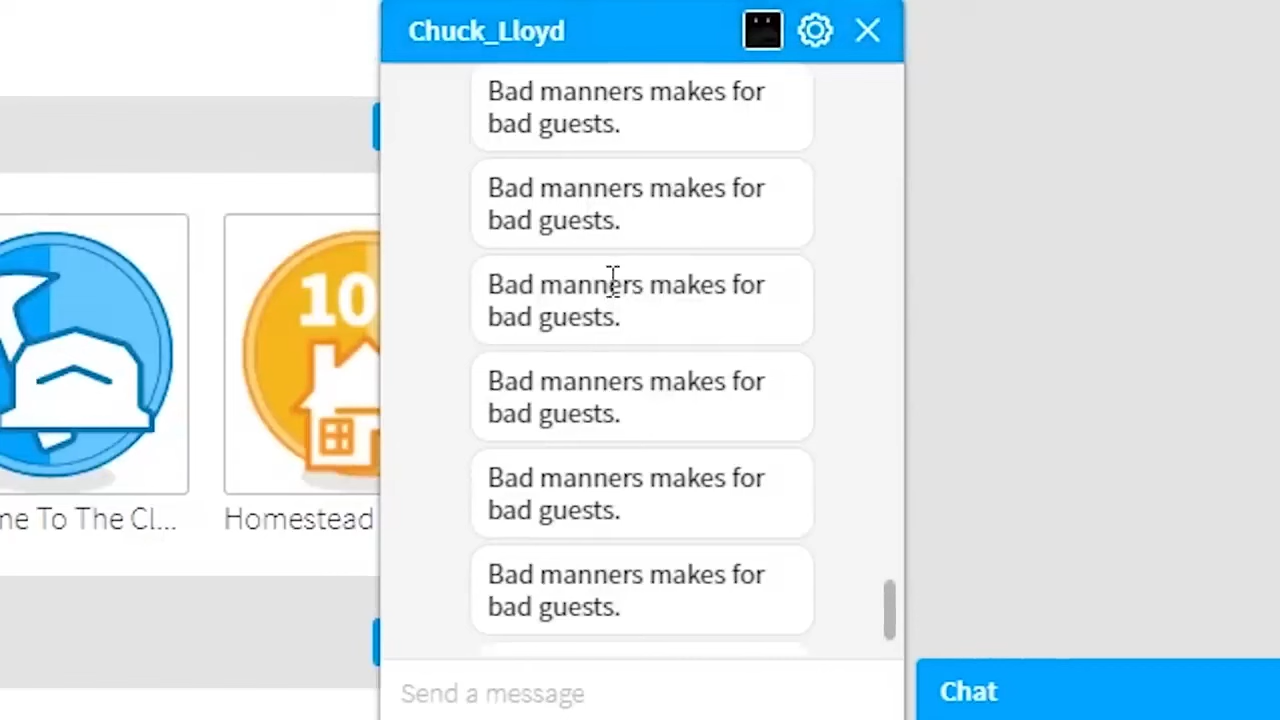 Chuck_Lloyd
Bad manners makes for
bad guests.
Bad manners makes for
bad guests.
Bad manners makes for
bad guests.
Bad manners makes for
bad guests.
Bad manners makes for
bad guests.
Bad manners makes for
bad guests.
10
ne To The Cl...
Homestead
Send a message
Chat